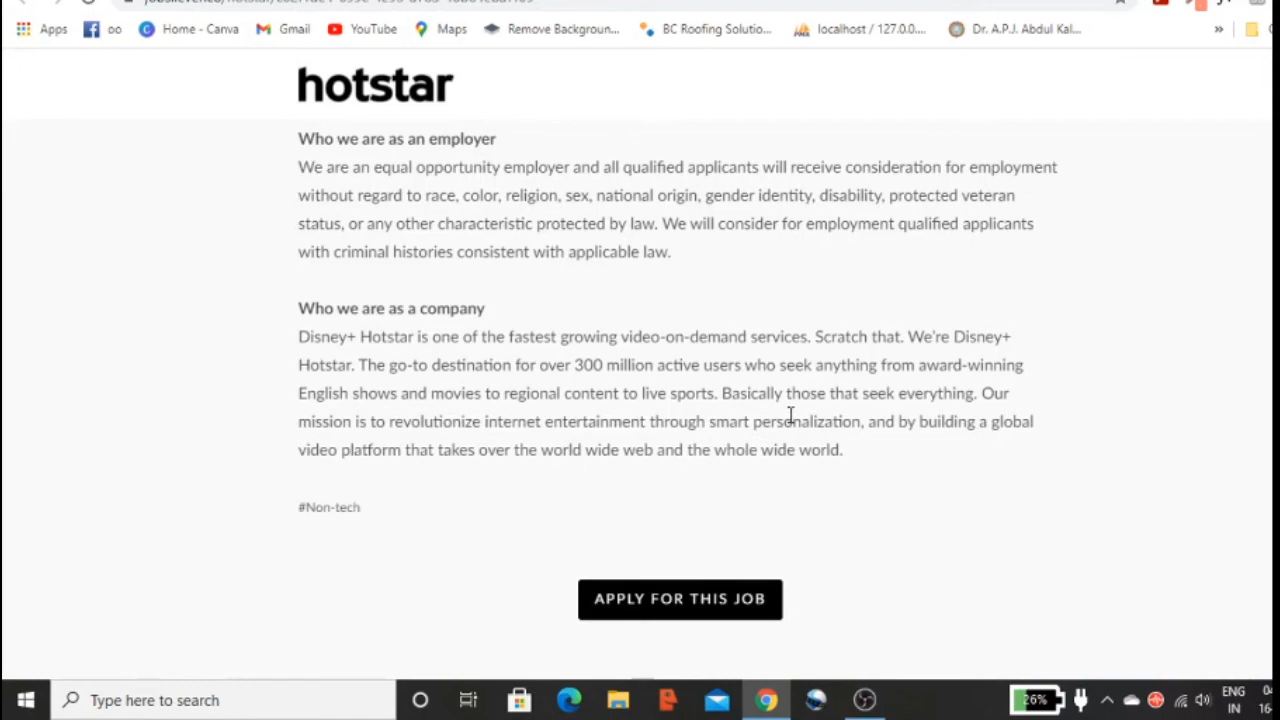 Apps
oo
Home - Canva
Gmail
YouTube
Maps
Remove Backgroun...
BC Roofing Solutio...
localhost / 127.0.0....
Dr. A.P.J. Abdul Kal...
»
hotstar
Who we are as an employer
We are an equal opportunity employer and all qualified applicants will receive consideration for employment
without regard to race, color, religion, sex, national origin, gender identity, disability, protected veteran
status, or any other characteristic protected by law. We will consider for employment qualified applicants
with criminal histories consistent with applicable law.
Who we are as a company
Disney+ Hotstar is one of the fastest growing video-on-demand services. Scratch that. We're Disney+
Hotstar. The go-to destination for over 300 million active users who seek anything from award-winning
English shows and movies to regional content to live sports. Basically those that seek everything. Our
mission is to revolutionize internet entertainment through smart personalization, and by building a global
video platform that takes over the world wide web and the whole wide world.
#Non-tech
APPLY FOR THIS JOB
Type here to search
26%
ENG
IN